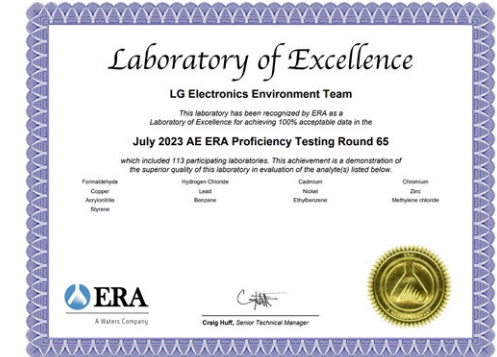 Laboratory of Excellence
LG Electronics Environment Team
This laboratory has been recognized by ERA as a
Laboratory of Excellence for achieving 100% acceptable data in the
July 2023 AE ERA Proficiency Testing Round 65
which included 113 participating laboratories. This achievement is a demonstration of
the superior quality of this laboratory in evaluation of the analyte(s) listed below.
Formaldehyde Hydrogen Chloride Cadmium Chromium
Copper Lead Nickel Zinc
Acrylonitrile Benzene Ethylbenzene Methylene chloride
Styrene
ERA
A Waters Company
Craig Huff, Senior Technical Manager